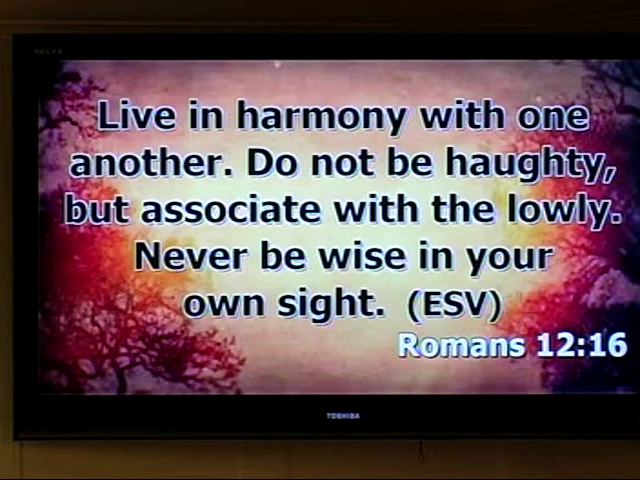 Live in harmony with one
another. Do not be haughty,
but associate with the lowly.
Never be wise in your
own sight. (ESV)
Romans 12:16
TOSHIBA